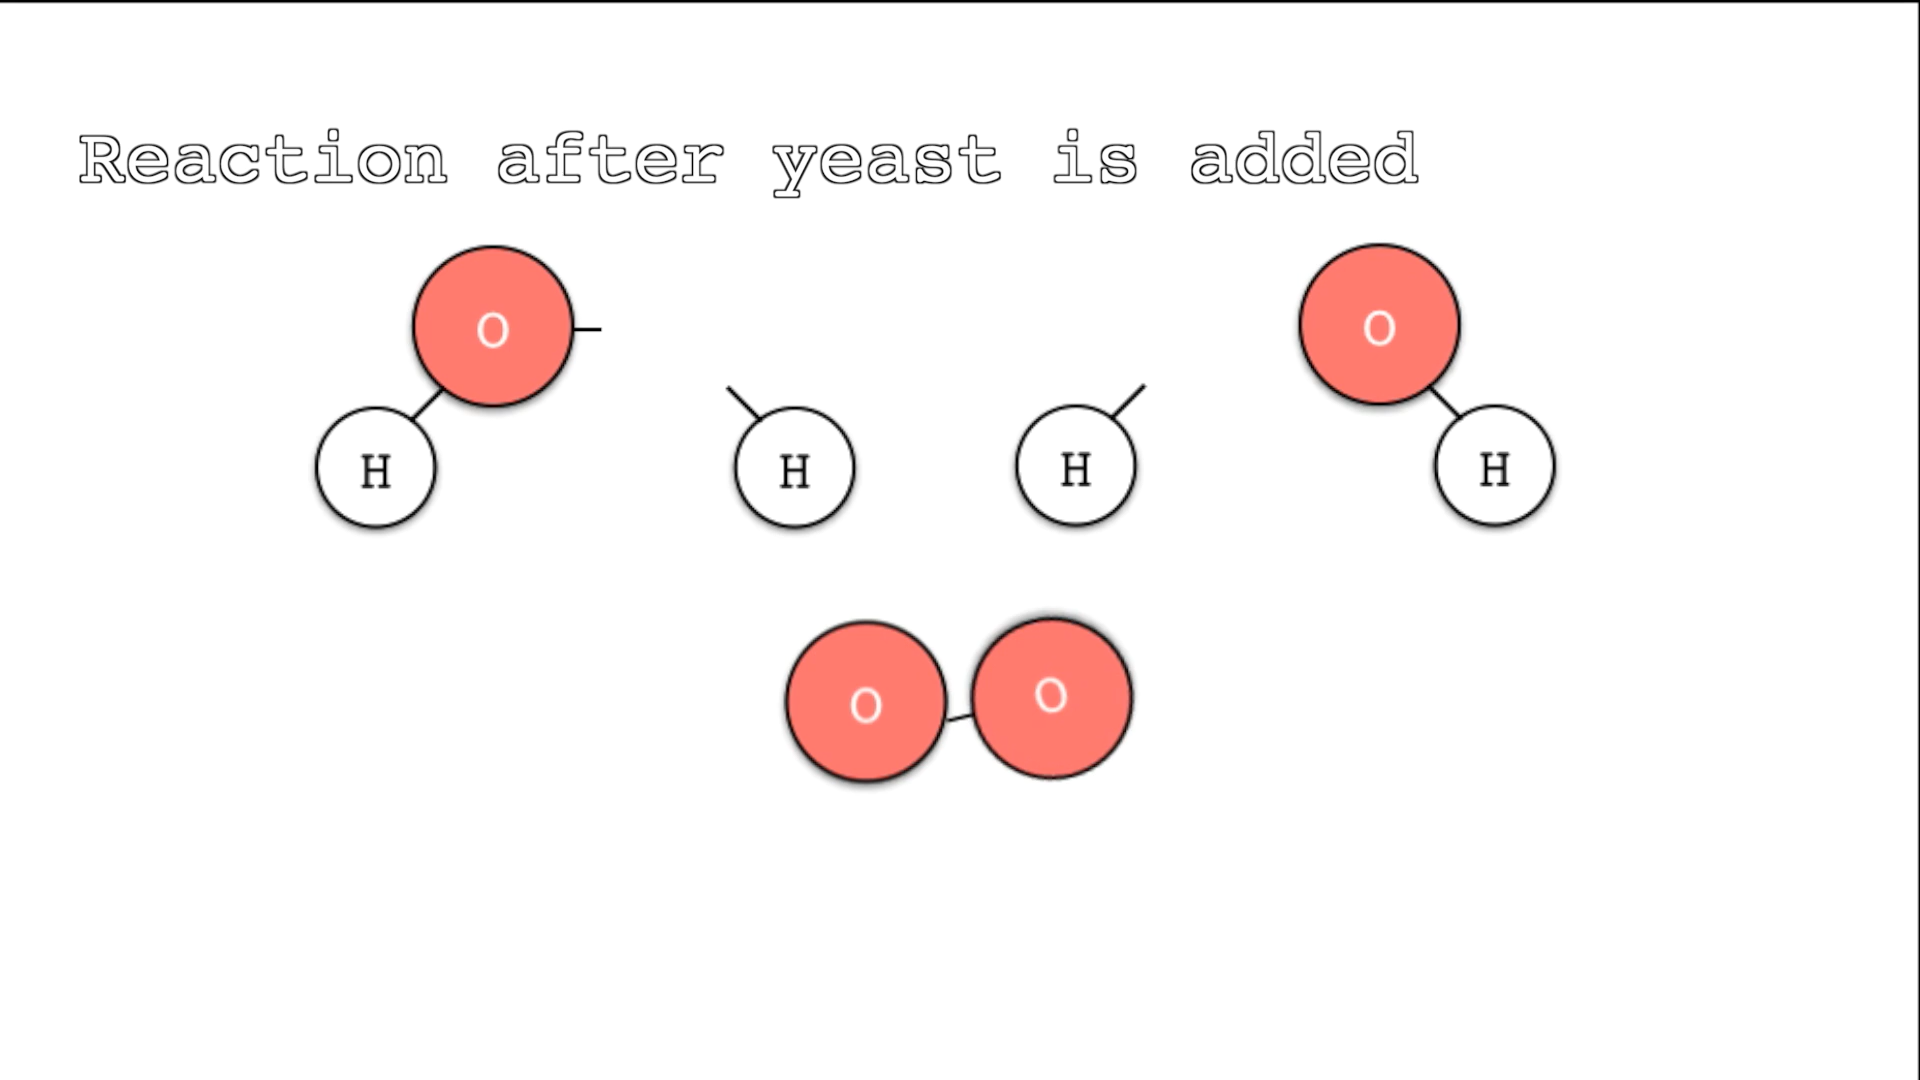 Reaction after yeast is added
O O
H H H H
O O